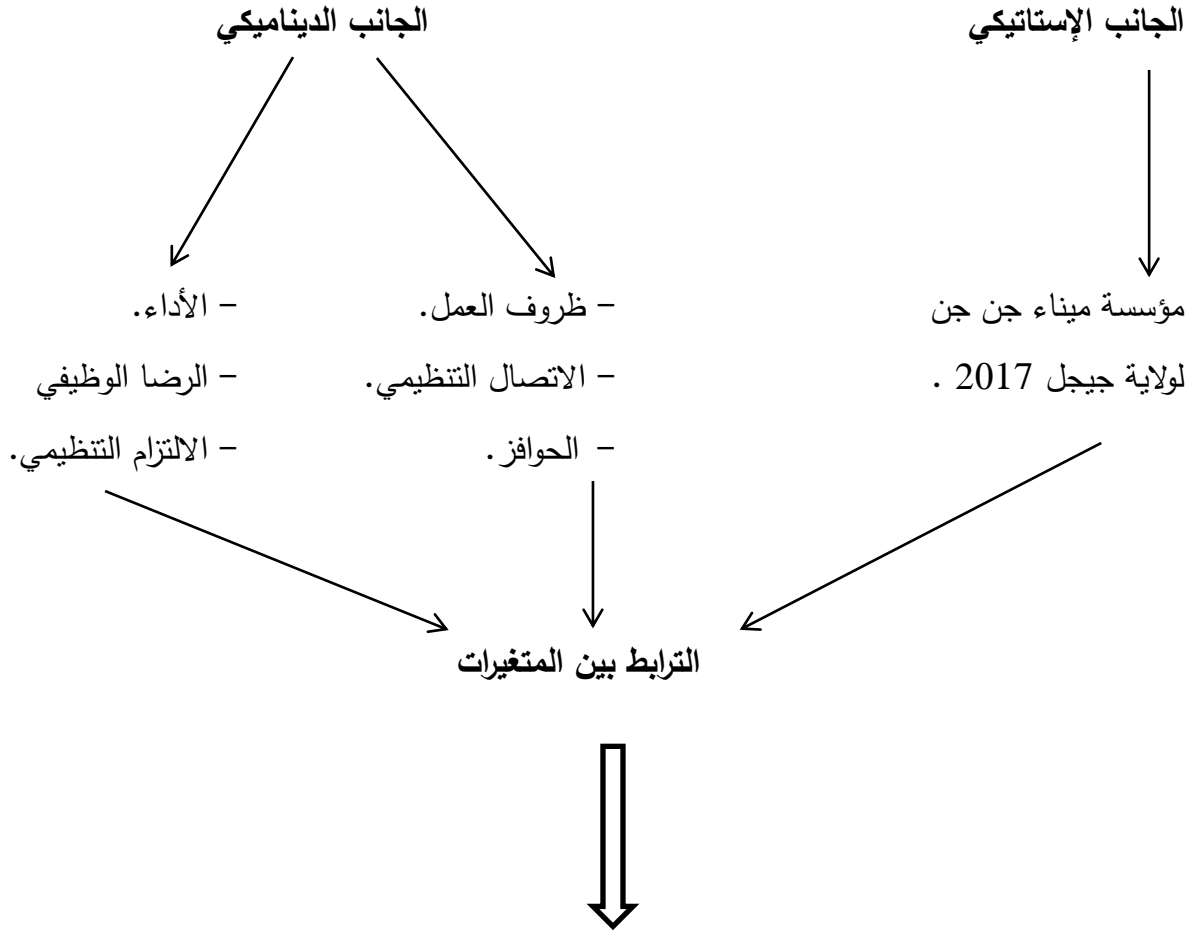 الجانب الإستاتيكي
الجانب الديناميكي
مؤسسة ميناء جن جن
لولاية جيجل 2017 .
– ظروف العمل.
– الاتصال التنظيمي.
– الحوافز.
– الأداء.
– الرضا الوظيفي
– الالتزام التنظيمي.
الترابط بين المتغيرات